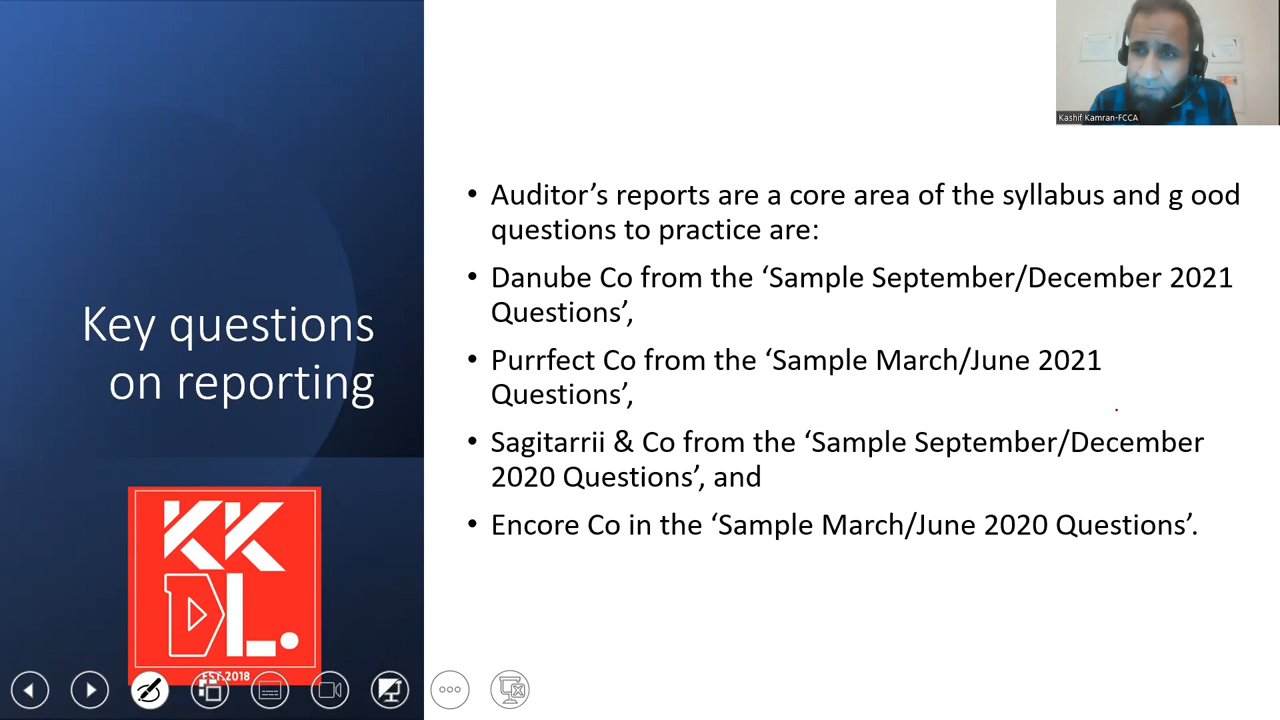 Kashif Kamran-FCCA
Key questions
on reporting
• Auditor’s reports are a core area of the syllabus and g ood
questions to practice are:
• Danube Co from the ‘Sample September/December 2021
Questions’,
• Purrfect Co from the ‘Sample March/June 2021
Questions’,
• Sagitarrii & Co from the ‘Sample September/December
2020 Questions’, and
• Encore Co in the ‘Sample March/June 2020 Questions’.
KK
DL.
EST.2018